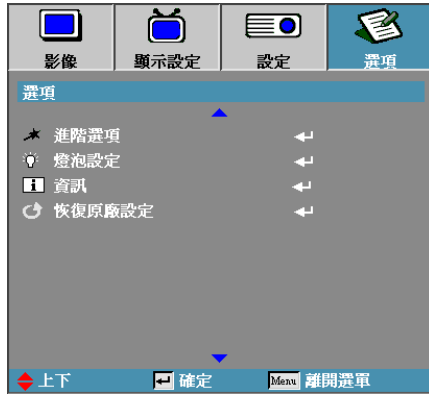 影像 顯示設定 設定 選項
選項
進階選項
燈泡設定
資訊
恢復原廠設定
上下 確定 Menu 離開選單